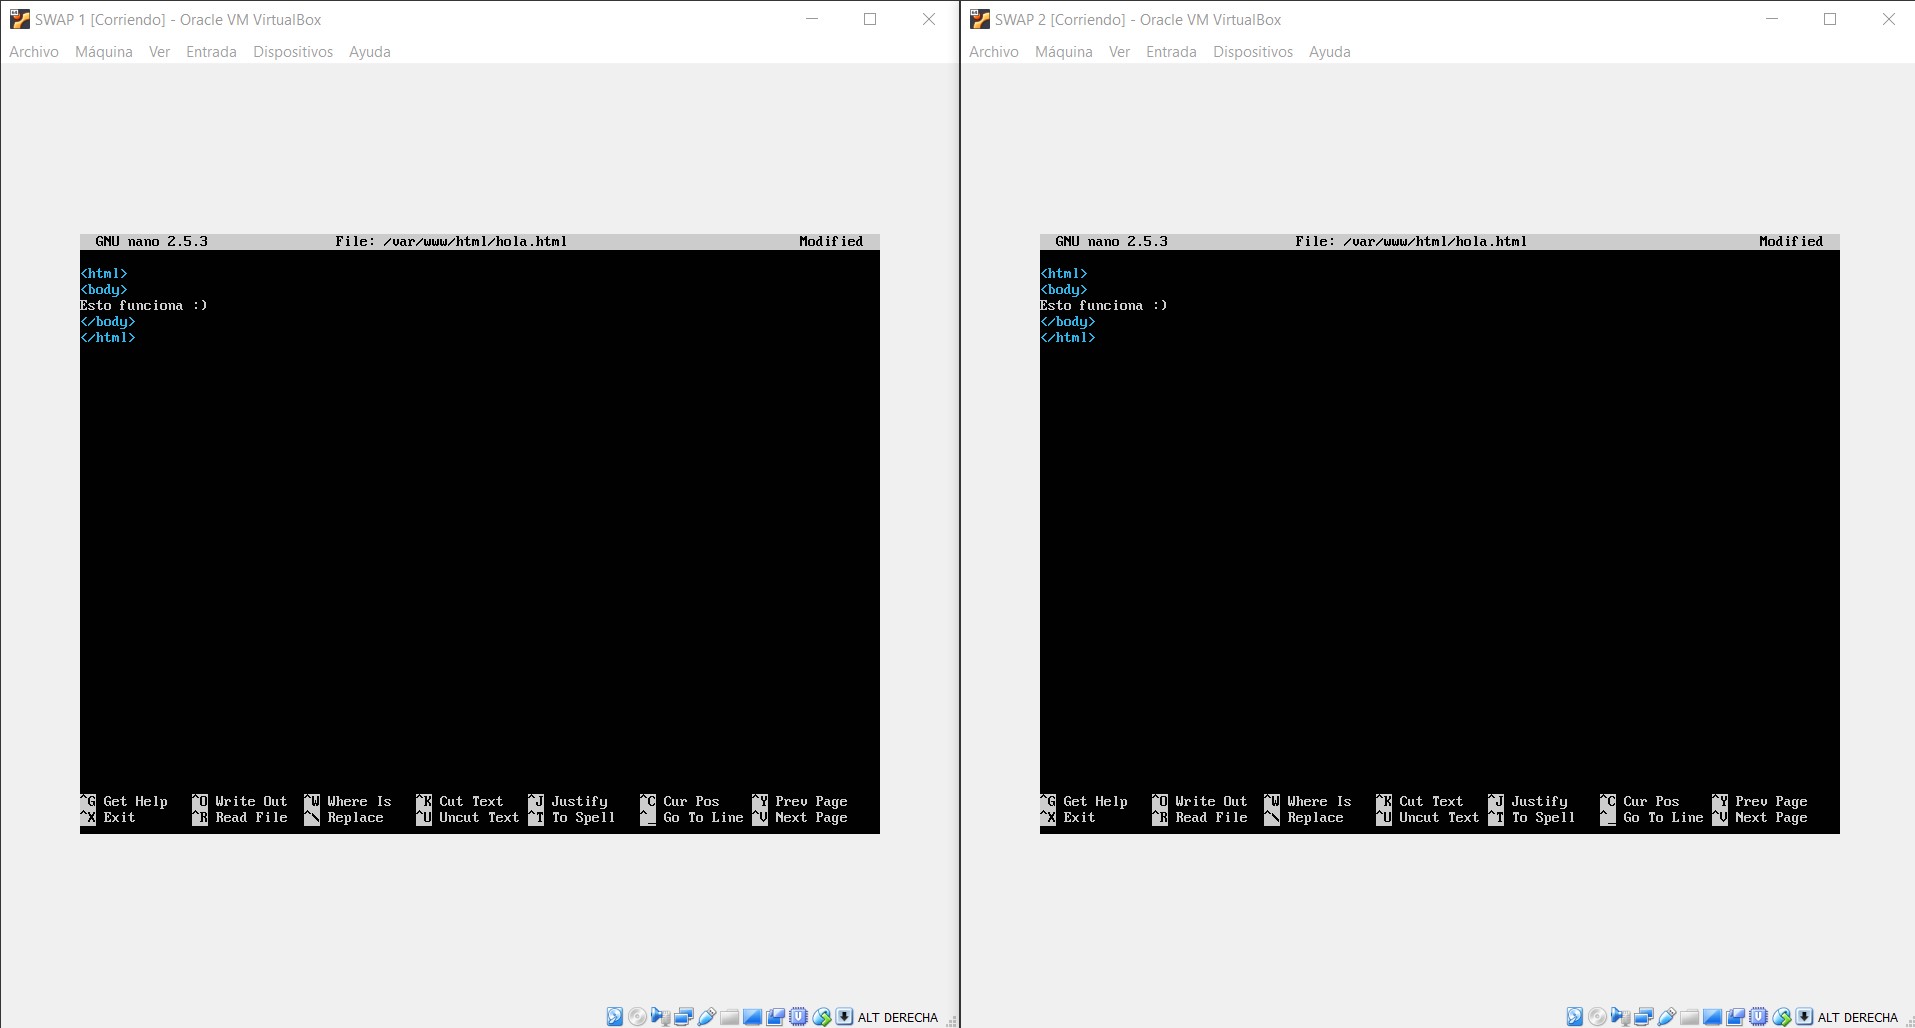 SWAP 1 [Corriendo] - Oracle VM VirtualBox
Archivo Máquina Ver Entrada Dispositivos Ayuda
GNU nano 2.5.3 File: /var/www/html/hola.html Modified
<html>
<body>
Esto funciona :)
</body>
</html>
^G Get Help ^O Write Out ^W Where Is ^K Cut Text ^J Justify ^C Cur Pos ^Y Prev Page
^X Exit ^R Read File ^\ Replace ^U Uncut Text ^T To Spell ^_ Go To Line ^V Next Page
ALT DERECHA
SWAP 2 [Corriendo] - Oracle VM VirtualBox
Archivo Máquina Ver Entrada Dispositivos Ayuda
GNU nano 2.5.3 File: /var/www/html/hola.html Modified
<html>
<body>
Esto funciona :)
</body>
</html>
^G Get Help ^O Write Out ^W Where Is ^K Cut Text ^J Justify ^C Cur Pos ^Y Prev Page
^X Exit ^R Read File ^\ Replace ^U Uncut Text ^T To Spell ^_ Go To Line ^V Next Page
ALT DERECHA